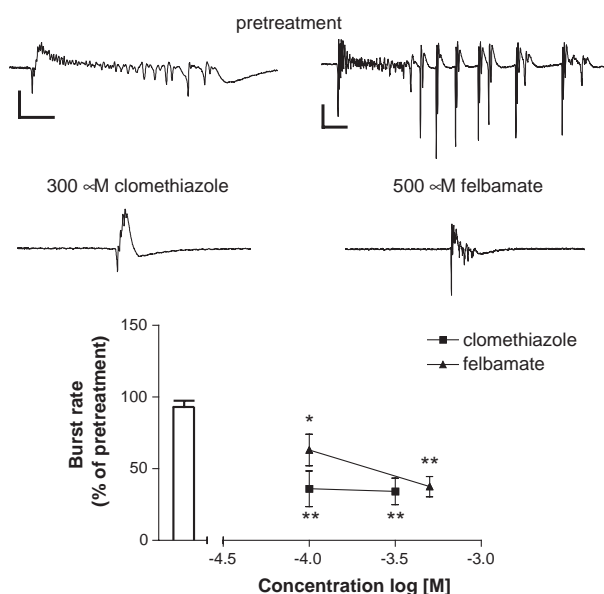 pretreatment
300 ∝M clomethiazole
500 ∝M felbamate
150
100
50
0
Burst rate
(% of pretreatment)
clomethiazole
felbamate
*
**
**
**
-4.5
-4.0
-3.5
-3.0
Concentration log [M]